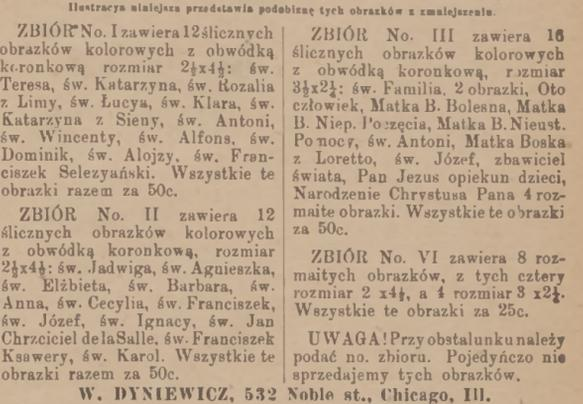 Ilustracya niniejsza przedstawia podobiznę tych obrazków z zmniejszeniu.
ZBIÓR No. I zawiera 12 ślicznych
obrazków kolorowych z obwódką
koronkową rozmiar 2½x4½: św.
Teresa, św. Katarzyna, św. Rozalia
z Limy, św. Łucya, św. Klara, św.
Katarzyna z Sieny, św. Antoni,
św. Wincenty, św. Alfons, św.
Dominik, św. Alojzy, św. Fran-
ciszek Selezyański. Wszystkie te
obrazki razem za 50c.
ZBIÓR No. II zawiera 12
ślicznych obrazków kolorowych
z obwódką koronkową, rozmiar
2½x4½: św. Jadwiga, św. Agnieszka,
św. Elżbieta, św. Barbara, św.
Anna, św. Cecylia, św. Franciszek,
św. Józef, św. Ignacy, św. Jan
Chrzciciel delaSalle, św. Franciszek
Ksawery, św. Karol. Wszystkie te
obrazki razem za 50c.
ZBIÓR No. III zawiera 16
ślicznych obrazków kolorowych
z obwódką koronkową, rozmiar
3½x2½: św. Familia, 2 obrazki, Oto
człowiek, Matka B. Bolesna, Matka
B. Niep. Poczęcia, Matka B. Nieust.
Pomocy, św. Antoni, Matka Boska
z Loretto, św. Józef, zbawiciel
świata, Pan Jezus opiekun dzieci,
Narodzenie Chrystusa Pana 4 roz-
maite obrazki. Wszystkie te obrazki
za 50c.
ZBIÓR No. VI zawiera 8 roz-
maitych obrazków, z tych cztery
rozmiar 2 x4½, a 4 rozmiar 3 x2½.
Wszystkie te obrazki za 25c.
UWAGA! Przy obstalunku należy
podać no. zbioru. Pojedyńczo nie
sprzedajemy tych obrazków.
W. DYNIEWICZ, 532 Noble st., Chicago, Ill.